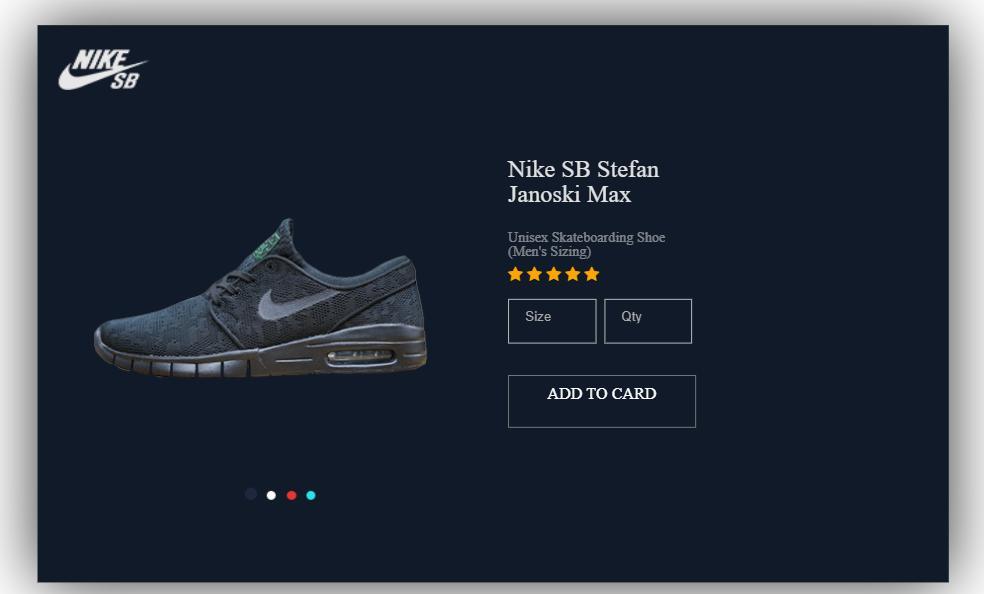 NIKE
SB
Nike SB Stefan
Janoski Max
Unisex Skateboarding Shoe
(Men's Sizing)
Size
Qty
ADD TO CARD